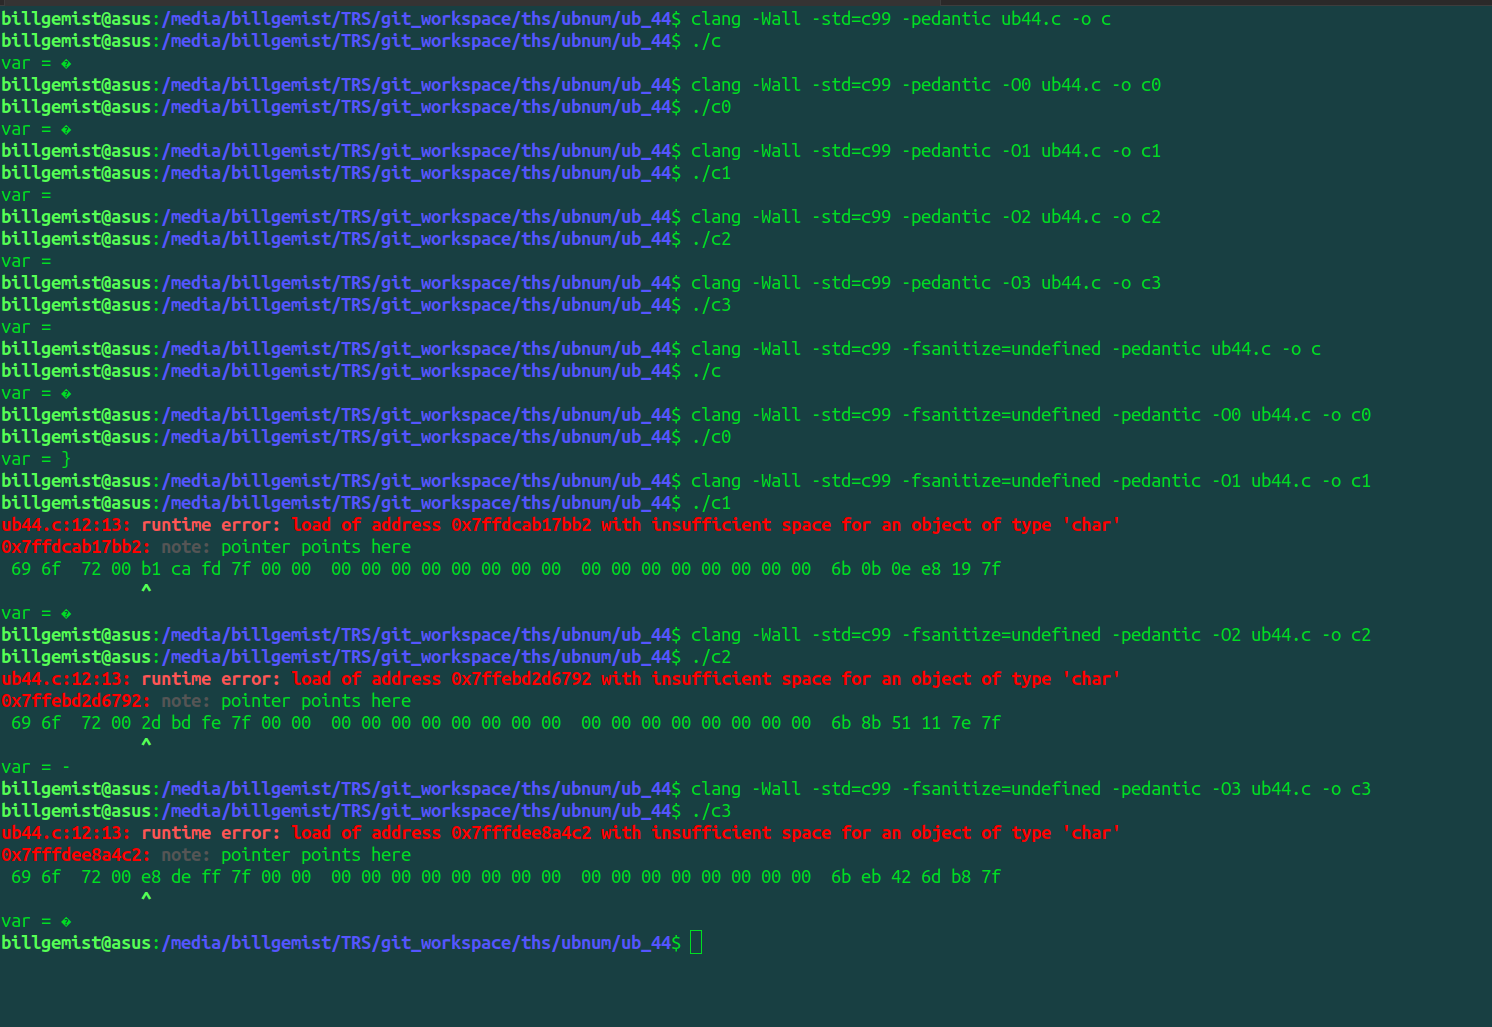 billgemist@asus:/media/billgemist/TRS/git_workspace/ths/ubnum/ub_44$ clang -Wall -std=c99 -pedantic ub44.c -o c
billgemist@asus:/media/billgemist/TRS/git_workspace/ths/ubnum/ub_44$ ./c
var = �
billgemist@asus:/media/billgemist/TRS/git_workspace/ths/ubnum/ub_44$ clang -Wall -std=c99 -pedantic -O0 ub44.c -o c0
billgemist@asus:/media/billgemist/TRS/git_workspace/ths/ubnum/ub_44$ ./c0
var = �
billgemist@asus:/media/billgemist/TRS/git_workspace/ths/ubnum/ub_44$ clang -Wall -std=c99 -pedantic -O1 ub44.c -o c1
billgemist@asus:/media/billgemist/TRS/git_workspace/ths/ubnum/ub_44$ ./c1
var =
billgemist@asus:/media/billgemist/TRS/git_workspace/ths/ubnum/ub_44$ clang -Wall -std=c99 -pedantic -O2 ub44.c -o c2
billgemist@asus:/media/billgemist/TRS/git_workspace/ths/ubnum/ub_44$ ./c2
var =
billgemist@asus:/media/billgemist/TRS/git_workspace/ths/ubnum/ub_44$ clang -Wall -std=c99 -pedantic -O3 ub44.c -o c3
billgemist@asus:/media/billgemist/TRS/git_workspace/ths/ubnum/ub_44$ ./c3
var =
billgemist@asus:/media/billgemist/TRS/git_workspace/ths/ubnum/ub_44$ clang -Wall -std=c99 -fsanitize=undefined -pedantic ub44.c -o c
billgemist@asus:/media/billgemist/TRS/git_workspace/ths/ubnum/ub_44$ ./c
var = �
billgemist@asus:/media/billgemist/TRS/git_workspace/ths/ubnum/ub_44$ clang -Wall -std=c99 -fsanitize=undefined -pedantic -O0 ub44.c -o c0
billgemist@asus:/media/billgemist/TRS/git_workspace/ths/ubnum/ub_44$ ./c0
var = }
billgemist@asus:/media/billgemist/TRS/git_workspace/ths/ubnum/ub_44$ clang -Wall -std=c99 -fsanitize=undefined -pedantic -O1 ub44.c -o c1
billgemist@asus:/media/billgemist/TRS/git_workspace/ths/ubnum/ub_44$ ./c1
ub44.c:12:13: runtime error: load of address 0x7ffdcab17bb2 with insufficient space for an object of type 'char'
0x7ffdcab17bb2: note: pointer points here
 69 6f  72 00 b1 ca fd 7f 00 00  00 00 00 00 00 00 00 00  00 00 00 00 00 00 00 00  6b 0b 0e e8 19 7f
              ^
var = �
billgemist@asus:/media/billgemist/TRS/git_workspace/ths/ubnum/ub_44$ clang -Wall -std=c99 -fsanitize=undefined -pedantic -O2 ub44.c -o c2
billgemist@asus:/media/billgemist/TRS/git_workspace/ths/ubnum/ub_44$ ./c2
ub44.c:12:13: runtime error: load of address 0x7ffebd2d6792 with insufficient space for an object of type 'char'
0x7ffebd2d6792: note: pointer points here
 69 6f  72 00 2d bd fe 7f 00 00  00 00 00 00 00 00 00 00  00 00 00 00 00 00 00 00  6b 8b 51 11 7e 7f
              ^
var = -
billgemist@asus:/media/billgemist/TRS/git_workspace/ths/ubnum/ub_44$ clang -Wall -std=c99 -fsanitize=undefined -pedantic -O3 ub44.c -o c3
billgemist@asus:/media/billgemist/TRS/git_workspace/ths/ubnum/ub_44$ ./c3
ub44.c:12:13: runtime error: load of address 0x7fffdee8a4c2 with insufficient space for an object of type 'char'
0x7fffdee8a4c2: note: pointer points here
 69 6f  72 00 e8 de ff 7f 00 00  00 00 00 00 00 00 00 00  00 00 00 00 00 00 00 00  6b eb 42 6d b8 7f
              ^
var = �
billgemist@asus:/media/billgemist/TRS/git_workspace/ths/ubnum/ub_44$